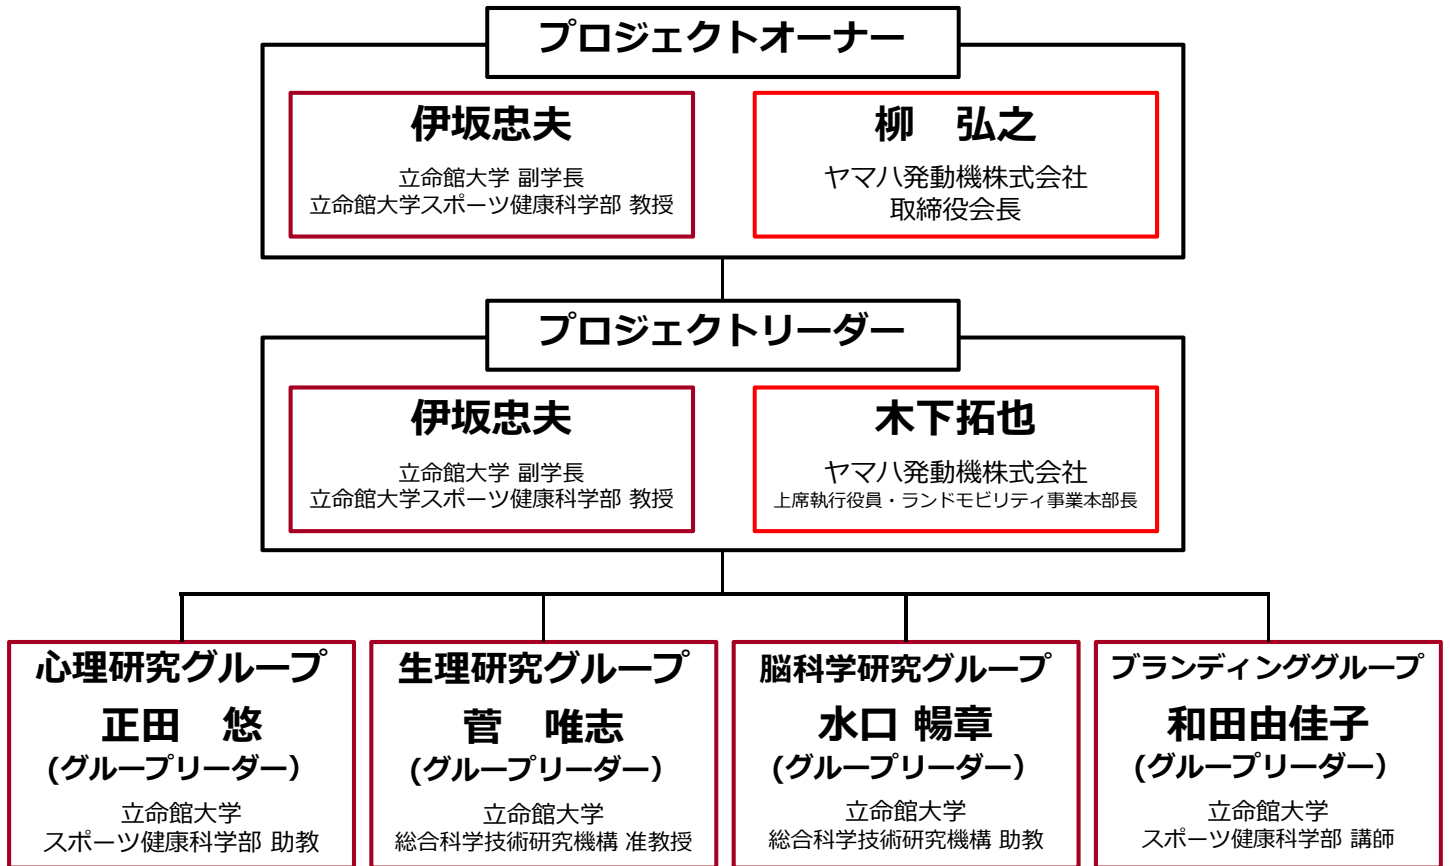 プロジェクトオーナー
伊坂忠夫
立命館大学 副学長
立命館大学スポーツ健康科学部 教授
柳　弘之
ヤマハ発動機株式会社
取締役会長
プロジェクトリーダー
伊坂忠夫
立命館大学 副学長
立命館大学スポーツ健康科学部 教授
木下拓也
ヤマハ発動機株式会社
上席執行役員・ランドモビリティ事業本部長
心理研究グループ
正田　悠
(グループリーダー）
立命館大学
スポーツ健康科学部 助教
生理研究グループ
菅　唯志
(グループリーダー）
立命館大学
総合科学技術研究機構 准教授
脳科学研究グループ
水口 暢章
(グループリーダー）
立命館大学
総合科学技術研究機構 助教
ブランディンググループ
和田由佳子
(グループリーダー）
立命館大学
スポーツ健康科学部 講師